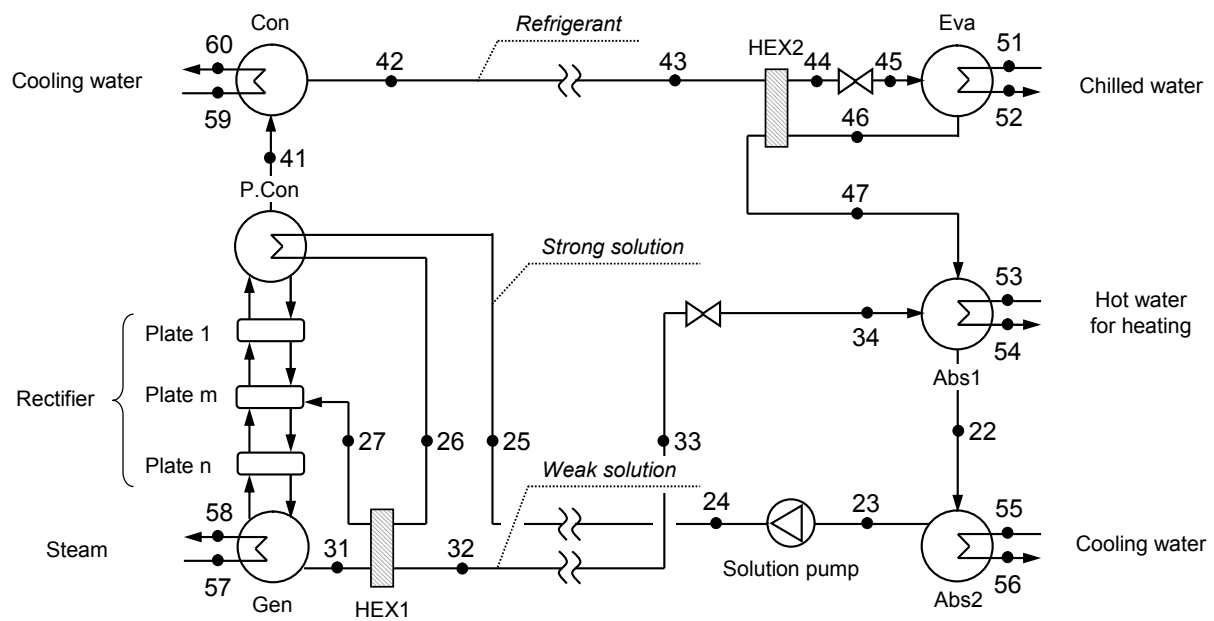 Con
Refrigerant
HEX2
Eva
60
42
43
44
45
51
Cooling water
Chilled water
59
46
52
41
P.Con
47
Strong solution
53
Plate 1
Hot water
for heating
34
54
Rectifier
Plate m
Abs1
27
26
25
33
22
Plate n
Weak solution
58
24
23
55
Steam
31
32
Cooling water
57
Solution pump
56
Gen
HEX1
Abs2